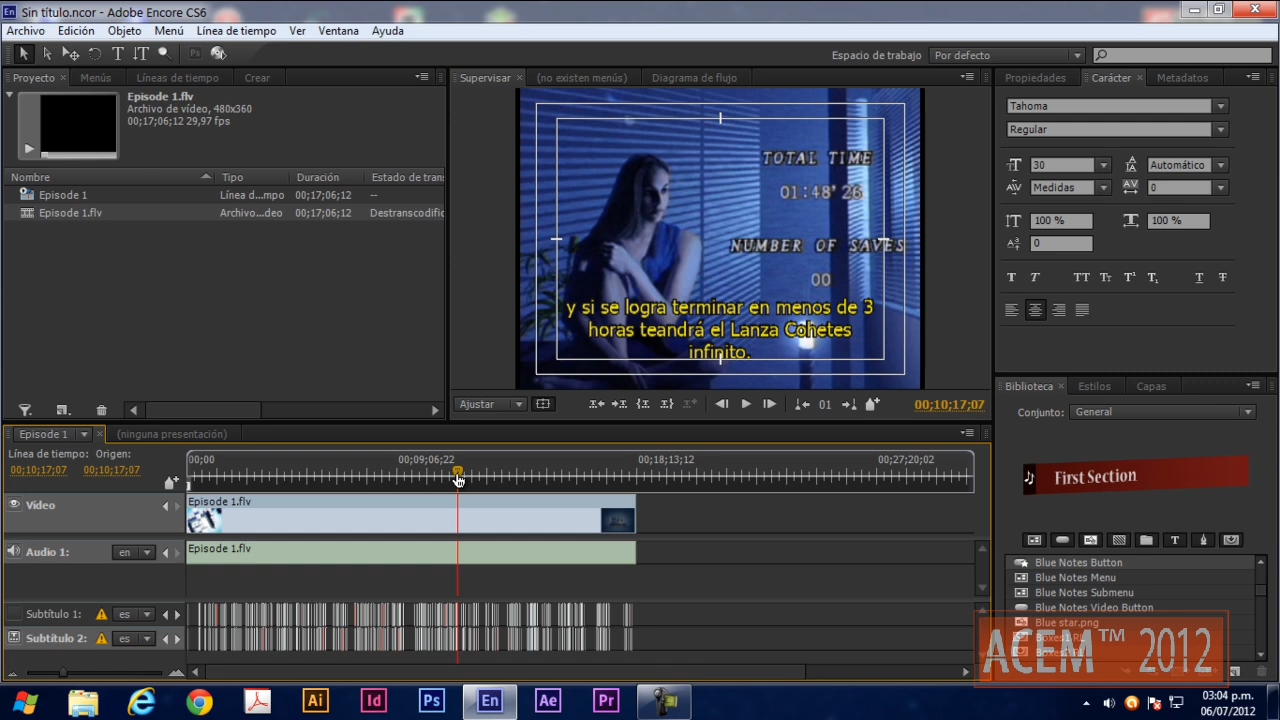 Sin título.ncor - Adobe Encore CS6
Archivo Edición Objeto Menú Línea de tiempo Ver Ventana Ayuda
Espacio de trabajo Por defecto
Proyecto Menús Líneas de tiempo Crear
Episode 1.flv
Archivo de vídeo, 480x360
00;17;06;12 29,97 fps
Nombre Tipo Duración Estado de trans
Episode 1 Línea d...mpo 00;17;06;12 --
Episode 1.flv Archivo...deo 00;17;06;12 Destranscodific
Supervisar (no existen menús) Diagrama de flujo
TOTAL TIME
01:48' 26
NUMBER OF SAVES
00
y si se logra terminar en menos de 3
horas teandrá el Lanza Cohetes
infinito.
Ajustar 01 00;10;17;07
Propiedades Carácter Metadatos
Tahoma
Regular
30 Automático
Medidas 0
100 % 100 %
0
Biblioteca Estilos Capas
Conjunto: General
First Section
Blue Notes Button
Blue Notes Menu
Blue Notes Submenu
Blue Notes Video Button
Blue star.png
Episode 1 (ninguna presentación)
Línea de tiempo: Origen:
00;10;17;07 00;10;17;07
00;00 00;09;06;22 00;18;13;12 00;27;20;02
Video Episode 1.flv
Audio 1: en Episode 1.flv
Subtítulo 1: es
Subtítulo 2: es
ACEM™ 2012
Ai Id Ps En Ae Pr
03:04 p.m.
06/07/2012